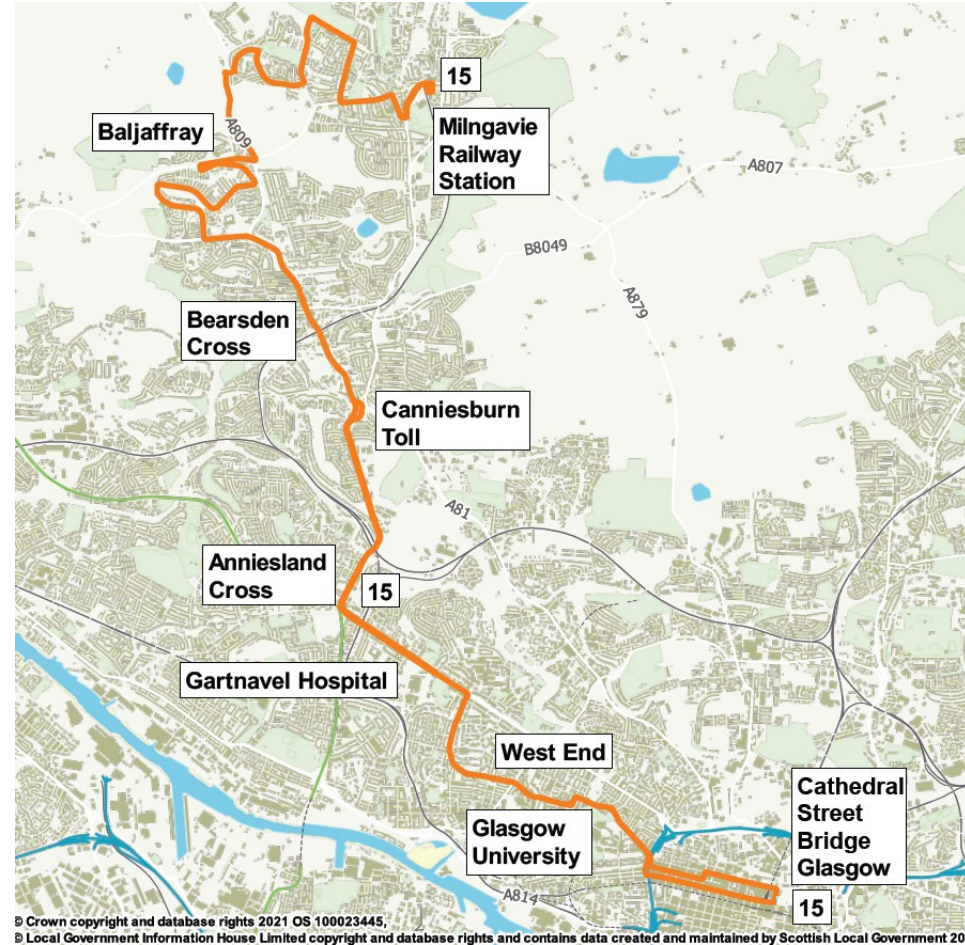 15
Milngavie
Railway
Station
Baljaffray
A809
A807
B8049
A879
Bearsden
Cross
Canniesburn
Toll
A81
Anniesland
Cross
15
Gartnavel Hospital
West End
Cathedral
Street
Bridge
Glasgow
Glasgow
University
A814
15
© Crown copyright and database rights 2021 OS 100023445,
© Local Government Information House Limited copyright and database rights and contains data created and maintained by Scottish Local Government 20